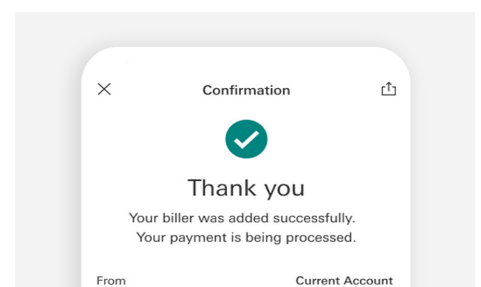 Confirmation
Thank you
Your biller was added successfully.
Your payment is being processed.
From Current Account